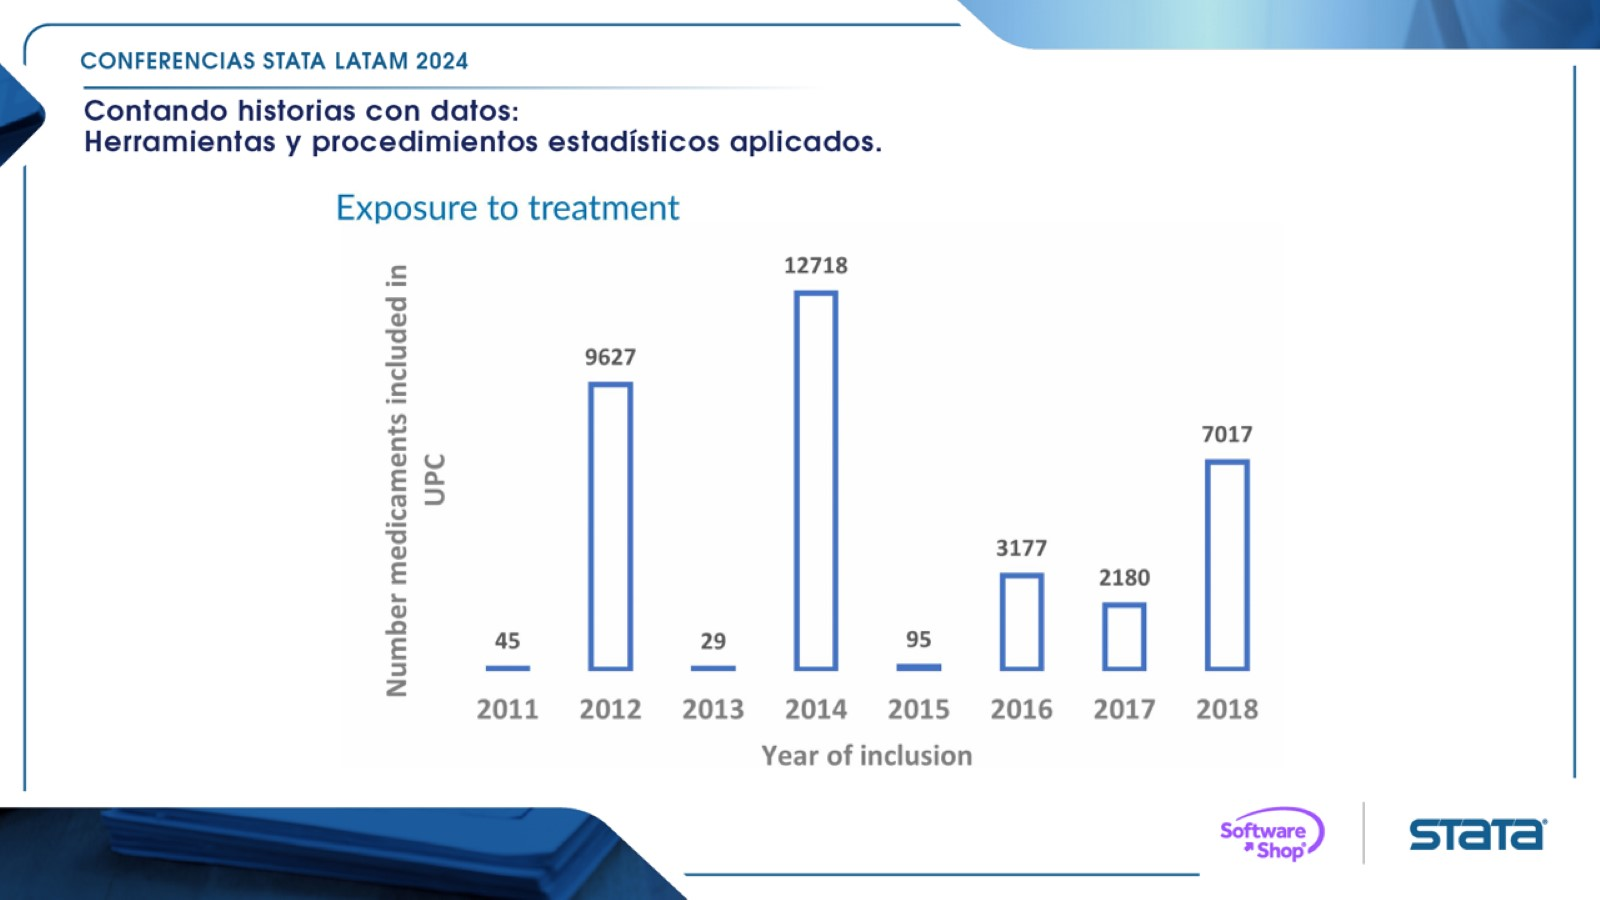 CONFERENCIAS STATA LATAM 2024
Contando historias con datos:
Herramientas y procedimientos estadísticos aplicados.
Exposure to treatment
Number medicaments included in
UPC
12718
9627
7017
3177
2180
45
29
95
2011 2012 2013 2014 2015 2016 2017 2018
Year of inclusion
Software
Shop
STATA